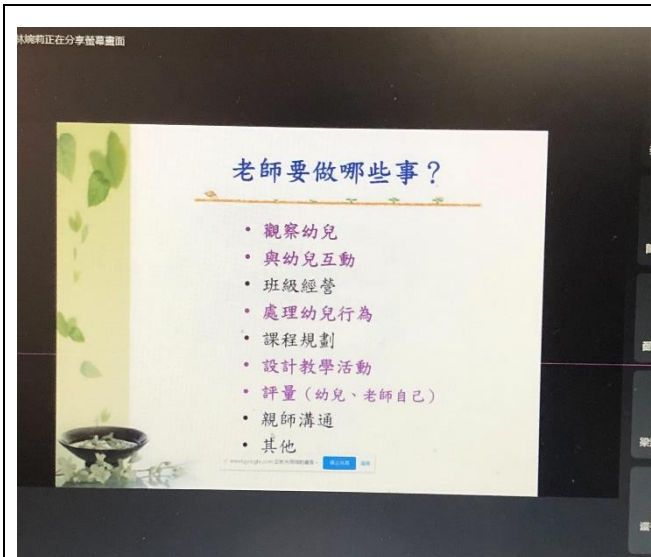 林婉莉正在分享螢幕畫面
老師要做哪些事？
• 觀察幼兒
• 與幼兒互動
• 班級經營
• 處理幼兒行為
• 課程規劃
• 設計教學活動
• 評量（幼兒、老師自己）
• 親師溝通
• 其他